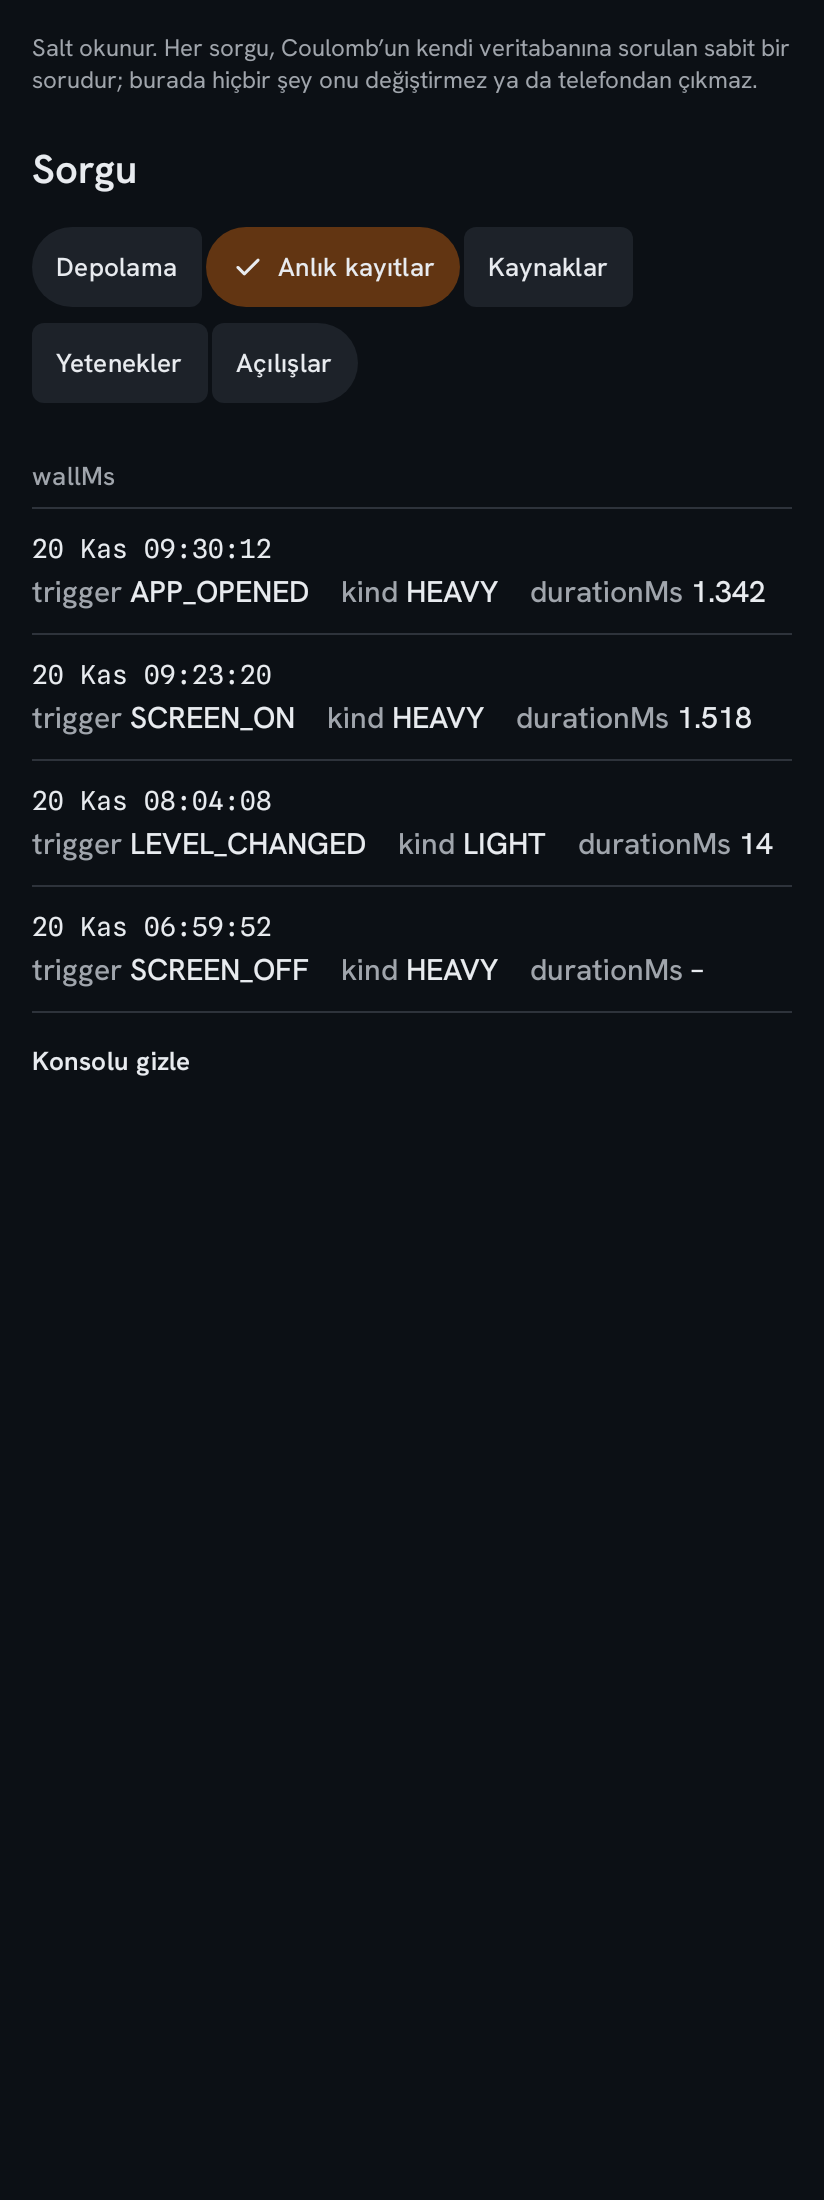 Salt okunur. Her sorgu, Coulomb’un kendi veritabanına sorulan sabit bir
sorudur; burada hiçbir şey onu değiştirmez ya da telefondan çıkmaz.
Sorgu
Depolama
Anlık kayıtlar
Kaynaklar
Yetenekler
Açılışlar
wallMs
20 Kas 09:30:12
trigger APP_OPENED kind HEAVY durationMs 1.342
20 Kas 09:23:20
trigger SCREEN_ON kind HEAVY durationMs 1.518
20 Kas 08:04:08
trigger LEVEL_CHANGED kind LIGHT durationMs 14
20 Kas 06:59:52
trigger SCREEN_OFF kind HEAVY durationMs –
Konsolu gizle